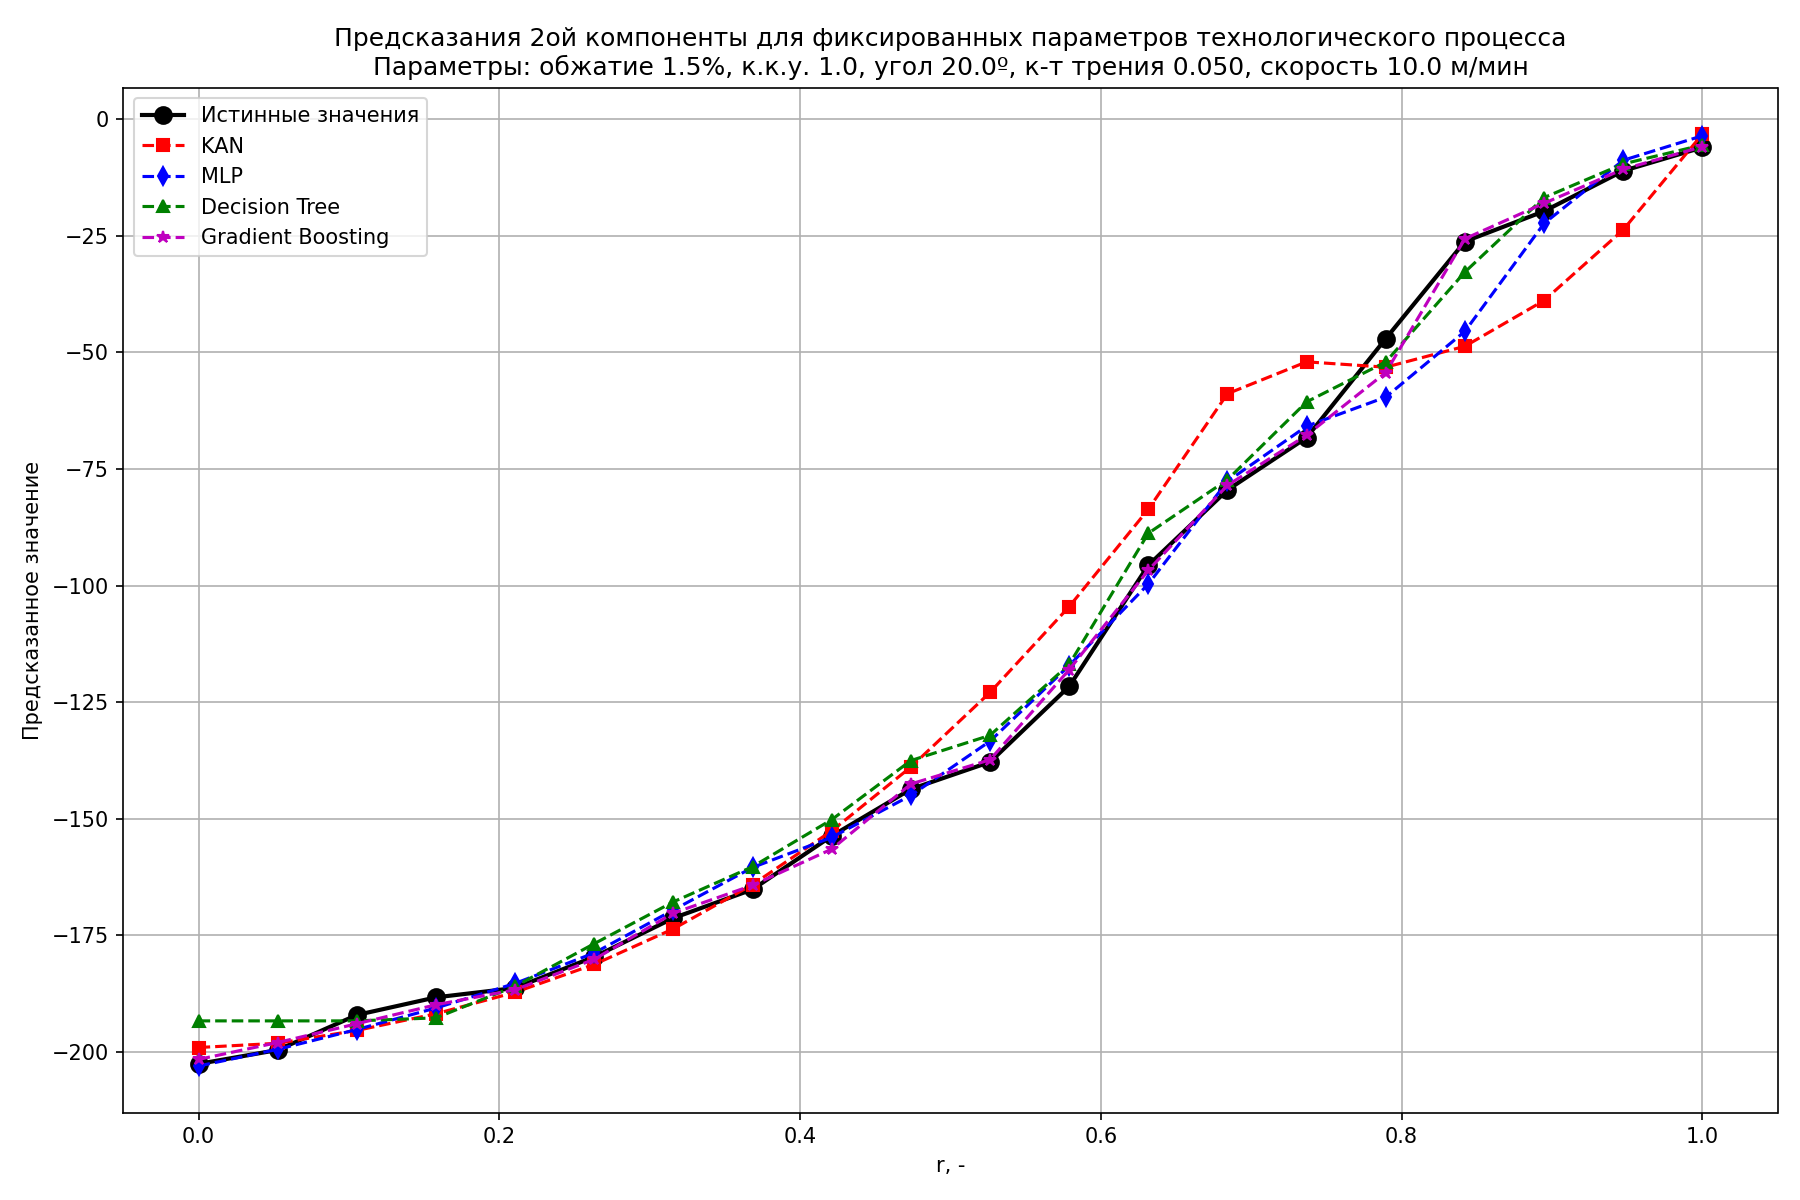 Предсказания 2ой компоненты для фиксированных параметров технологического процесса
Параметры: обжатие 1.5%, к.к.у. 1.0, угол 20.0º, к-т трения 0.050, скорость 10.0 м/мин
Истинные значения
KAN
MLP
Decision Tree
Gradient Boosting
Предсказанное значение
0
−25
−50
−75
−100
−125
−150
−175
−200
0.0
0.2
0.4
0.6
0.8
1.0
r, -